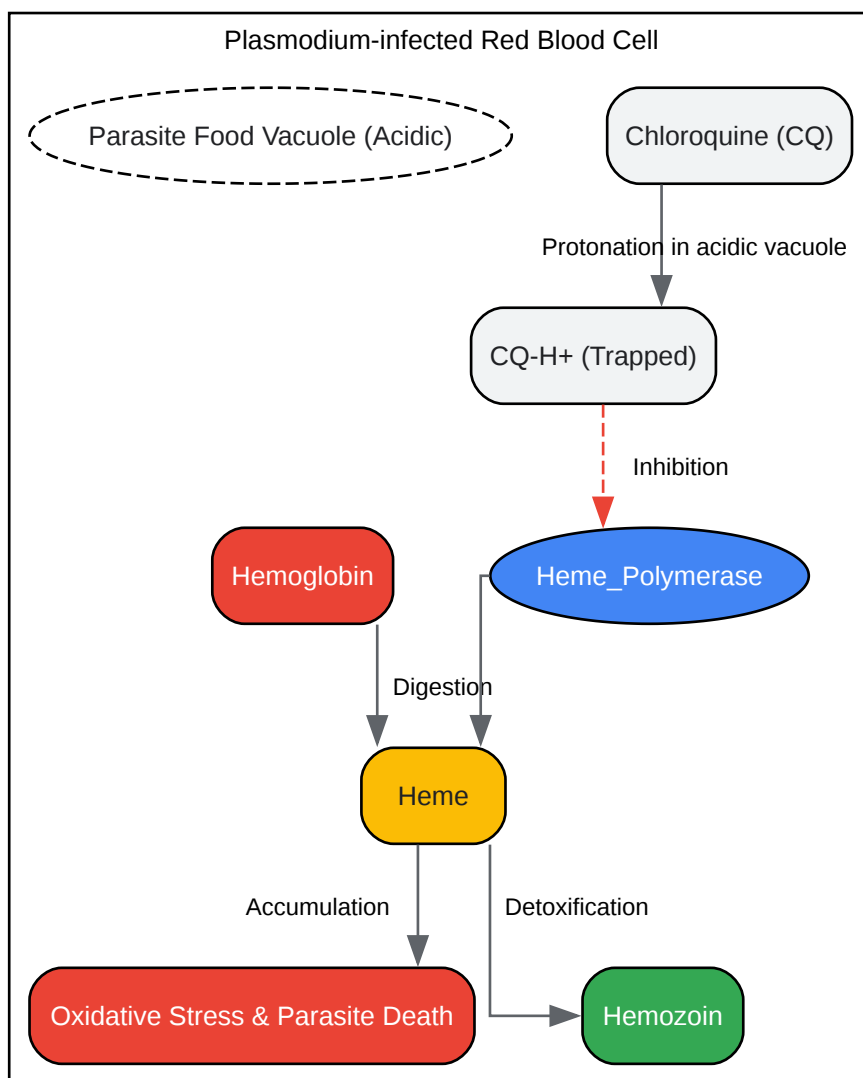 Plasmodium-infected Red Blood Cell
Parasite Food Vacuole (Acidic)
Chloroquine (CQ)
Protonation in acidic vacuole
CQ-H+ (Trapped)
Inhibition
Hemoglobin
Heme_Polymerase
Digestion
Heme
Accumulation
Detoxification
Oxidative Stress & Parasite Death
Hemozoin